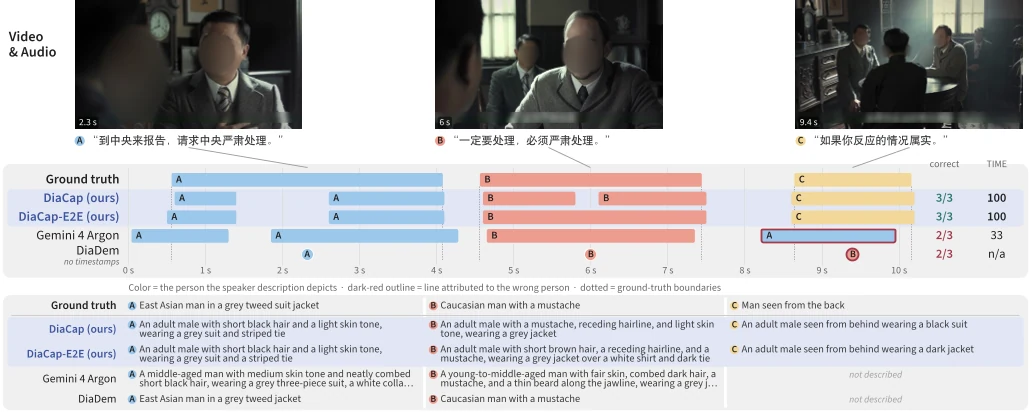 Video
& Audio
2.3 s
6 s
9.4 s
A “到中央来报告，请求中央严肃处理。”
B “一定要处理，必须严肃处理。”
C “如果你反应的情况属实。”
correct TIME
Ground truth A B C
DiaCap (ours) A A B B C 3/3 100
DiaCap-E2E (ours) A A B C 3/3 100
Gemini 4 Argon A B A 2/3 33
DiaDem A B B 2/3 n/a
no timestamps
0 s 1 s 2 s 3 s 4 s 5 s 6 s 7 s 8 s 9 s 10 s
Color = the person the speaker description depicts · dark-red outline = line attributed to the wrong person · dotted = ground-truth boundaries
Ground truth A East Asian man in a grey tweed suit jacket B Caucasian man with a mustache C Man seen from the back
DiaCap (ours) A An adult male with short black hair and a light skin tone, wearing a grey suit and striped tie B An adult male with a mustache, receding hairline, and light skin tone, wearing a grey jacket C An adult male seen from behind wearing a black suit
DiaCap-E2E (ours) A An adult male with short black hair and a light skin tone, wearing a grey suit and a striped tie B An adult male with short brown hair, a receding hairline, and a mustache, wearing a grey jacket over a white shirt and dark tie C An adult male seen from behind wearing a dark jacket
Gemini 4 Argon A A middle-aged man with medium skin tone and neatly combed short black hair, wearing a grey three-piece suit, a white colla… B A young-to-middle-aged man with fair skin, combed dark hair, a mustache, and a thin beard along the jawline, wearing a grey j… not described
DiaDem A East Asian man in a grey tweed jacket B Caucasian man with a mustache not described